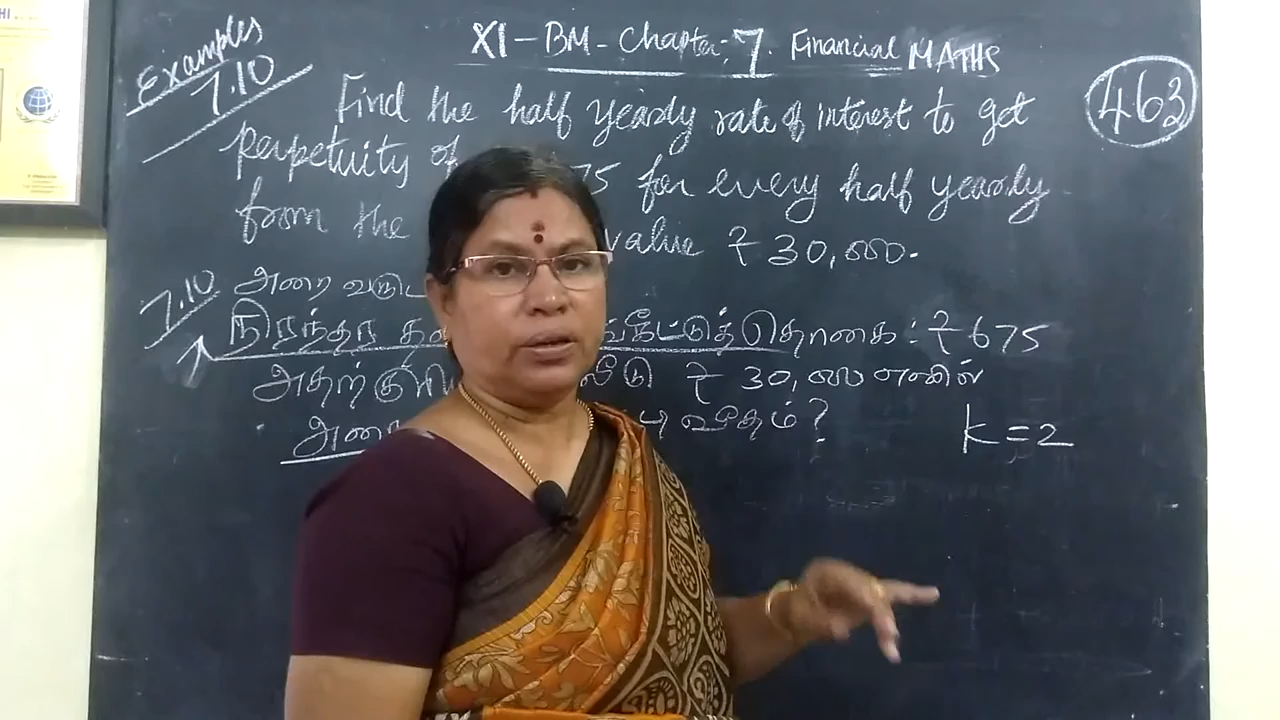 XI - BM - Chapter: 7. Financial MATHS
Examples
7.10
463
Find the half yearly rate of interest to get
perpetuity of 75 for every half yearly
from the value ₹ 30,000.
7.10 அரை வருட
நிரந்தர தொகை : ₹ 675
₹ 30,000 எனில்
அரை வீதம் ?
k = 2